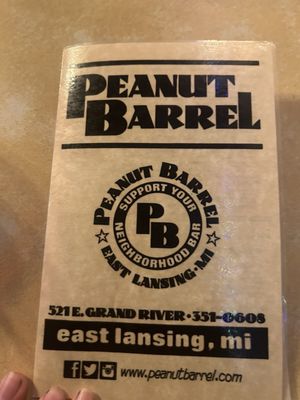 PEANUT
BARREL
PEANUT BARREL
SUPPORT YOUR
PB
NEIGHBORHOOD BAR
EAST LANSING • MI
521 E. GRAND RIVER • 351-0608
east lansing, mi
www.peanutbarrel.com